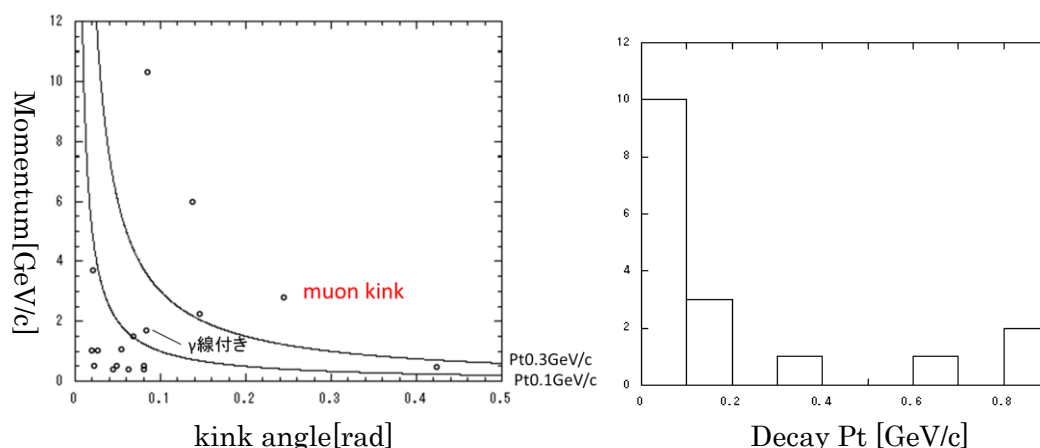 12
10
8
6
4
2
0
Momentum[GeV/c]
muon kink
γ線付き
Pt0.3GeV/c
Pt0.1GeV/c
0 0.1 0.2 0.3 0.4 0.5
kink angle[rad]
12
10
8
6
4
2
0
0 0.2 0.4 0.6 0.8
Decay Pt [GeV/c]